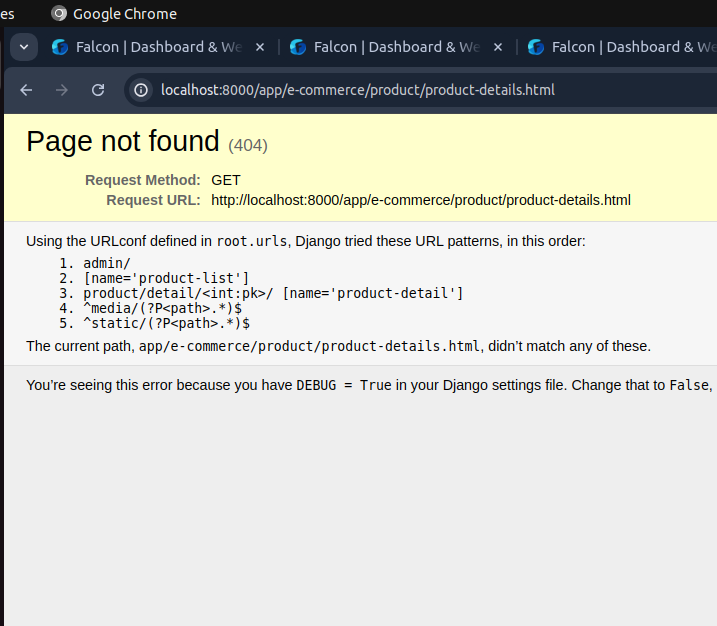 es Google Chrome
Falcon | Dashboard & We Falcon | Dashboard & We Falcon | Dashboard & We
localhost:8000/app/e-commerce/product/product-details.html
Page not found (404)
Request Method: GET
Request URL: http://localhost:8000/app/e-commerce/product/product-details.html
Using the URLconf defined in root.urls, Django tried these URL patterns, in this order:
1. admin/
2. [name='product-list']
3. product/detail/<int:pk>/ [name='product-detail']
4. ^media/(?P<path>.*)$
5. ^static/(?P<path>.*)$
The current path, app/e-commerce/product/product-details.html, didn’t match any of these.
You’re seeing this error because you have DEBUG = True in your Django settings file. Change that to False,